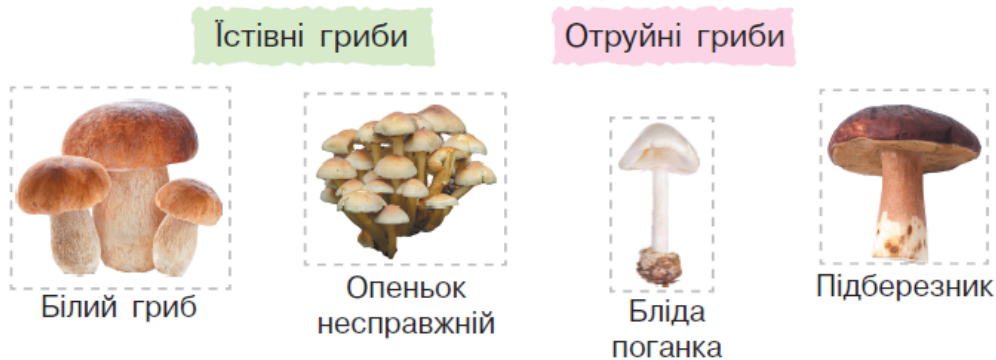 Їстівні гриби
Отруйні гриби
Білий гриб
Опеньок
несправжній
Бліда
поганка
Підберезник